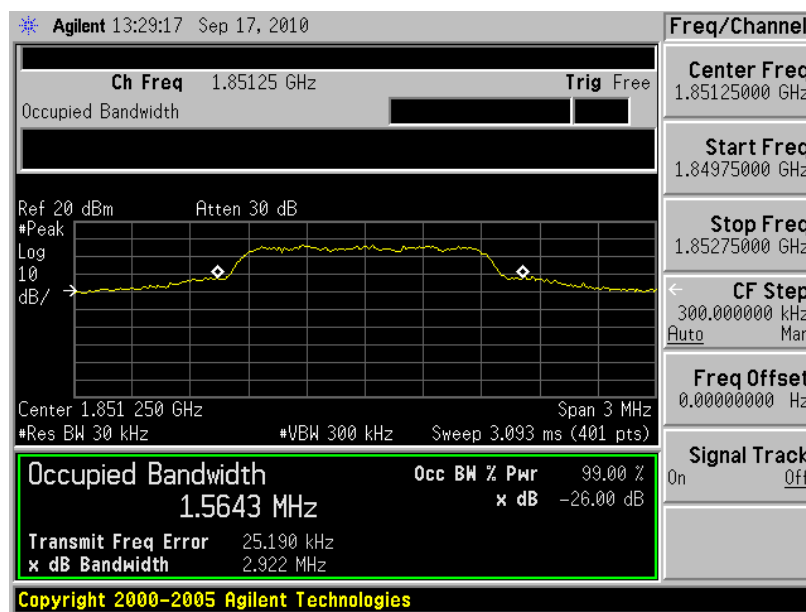 Agilent 13:29:17 Sep 17, 2010
Freq/Channel
Ch Freq 1.85125 GHz Trig Free
Occupied Bandwidth
Center Freq
1.85125000 GHz
Start Freq
1.84975000 GHz
Stop Freq
1.85275000 GHz
CF Step
300.000000 kHz
Auto Man
Freq Offset
0.00000000 Hz
Signal Track
On Off
Ref 20 dBm Atten 30 dB
#Peak
Log
10
dB/
Center 1.851 250 GHz Span 3 MHz
#Res BW 30 kHz #VBW 300 kHz Sweep 3.093 ms (401 pts)
Occupied Bandwidth
1.5643 MHz
Occ BW % Pwr 99.00 %
x dB -26.00 dB
Transmit Freq Error 25.190 kHz
x dB Bandwidth 2.922 MHz
Copyright 2000-2005 Agilent Technologies